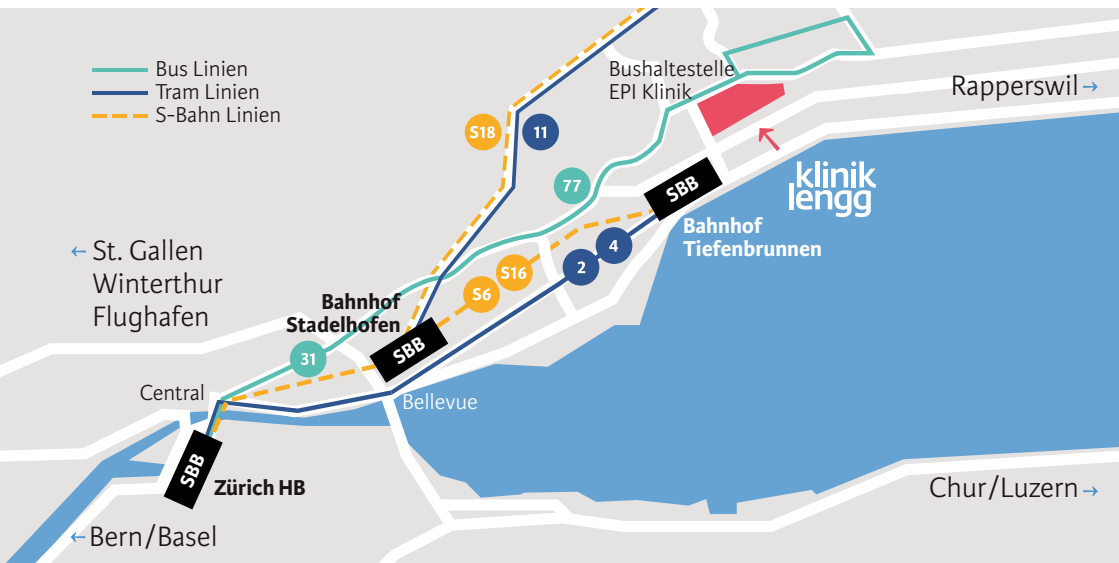 Bus Linien
Tram Linien
S-Bahn Linien
Bushaltestelle
EPI Klinik
Rapperswil →
S18
11
77
klinik
lengg
SBB
Bahnhof
Tiefenbrunnen
← St. Gallen
Winterthur
Flughafen
4
2
S16
S6
Bahnhof
Stadelhofen
SBB
31
Central
Bellevue
SBB
Zürich HB
Chur/Luzern →
← Bern/Basel